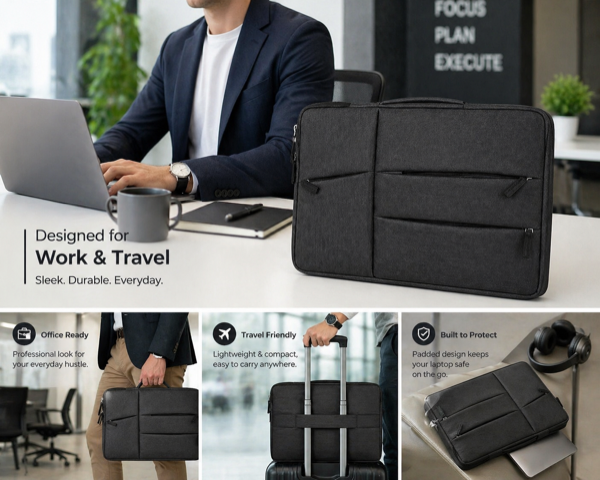 FOCUS
PLAN
EXECUTE
Designed for
Work & Travel
Sleek. Durable. Everyday.
Office Ready
Professional look for
your everyday hustle.
Travel Friendly
Lightweight & compact,
easy to carry anywhere.
Built to Protect
Padded design keeps
your laptop safe
on the go.